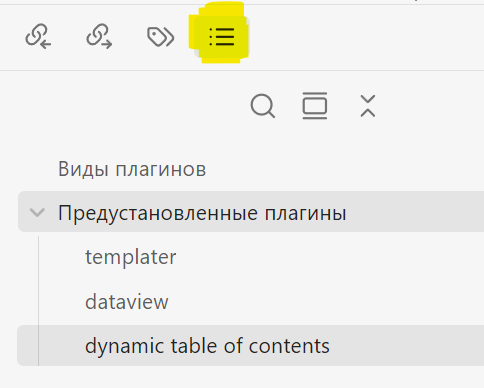 Виды плагинов
Предустановленные плагины
templater
dataview
dynamic table of contents